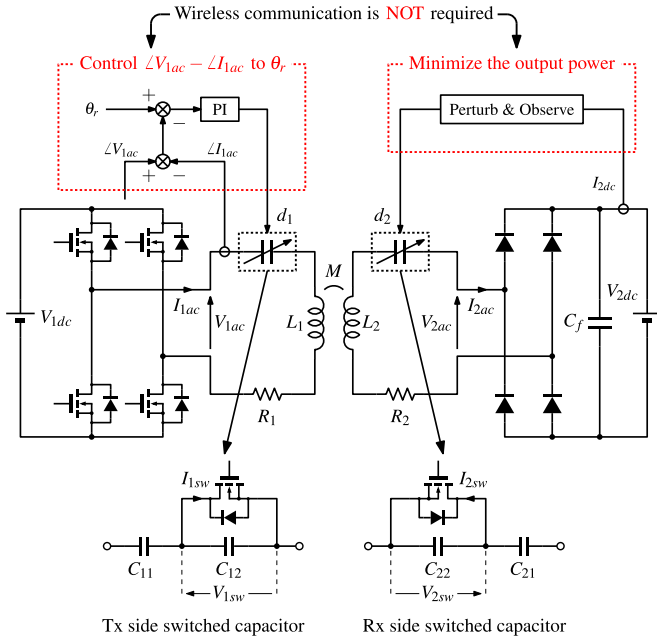 Wireless communication is NOT required
Control ∠V1ac − ∠I1ac to θr
Minimize the output power
θr
+
−
PI
Perturb & Observe
∠V1ac
∠I1ac
+
−
I2dc
d1
d2
M
V1dc
I1ac
V1ac
L1
L2
V2ac
I2ac
Cf
V2dc
R1
R2
I1sw
I2sw
C11
C12
C22
C21
V1sw
V2sw
Tx side switched capacitor
Rx side switched capacitor